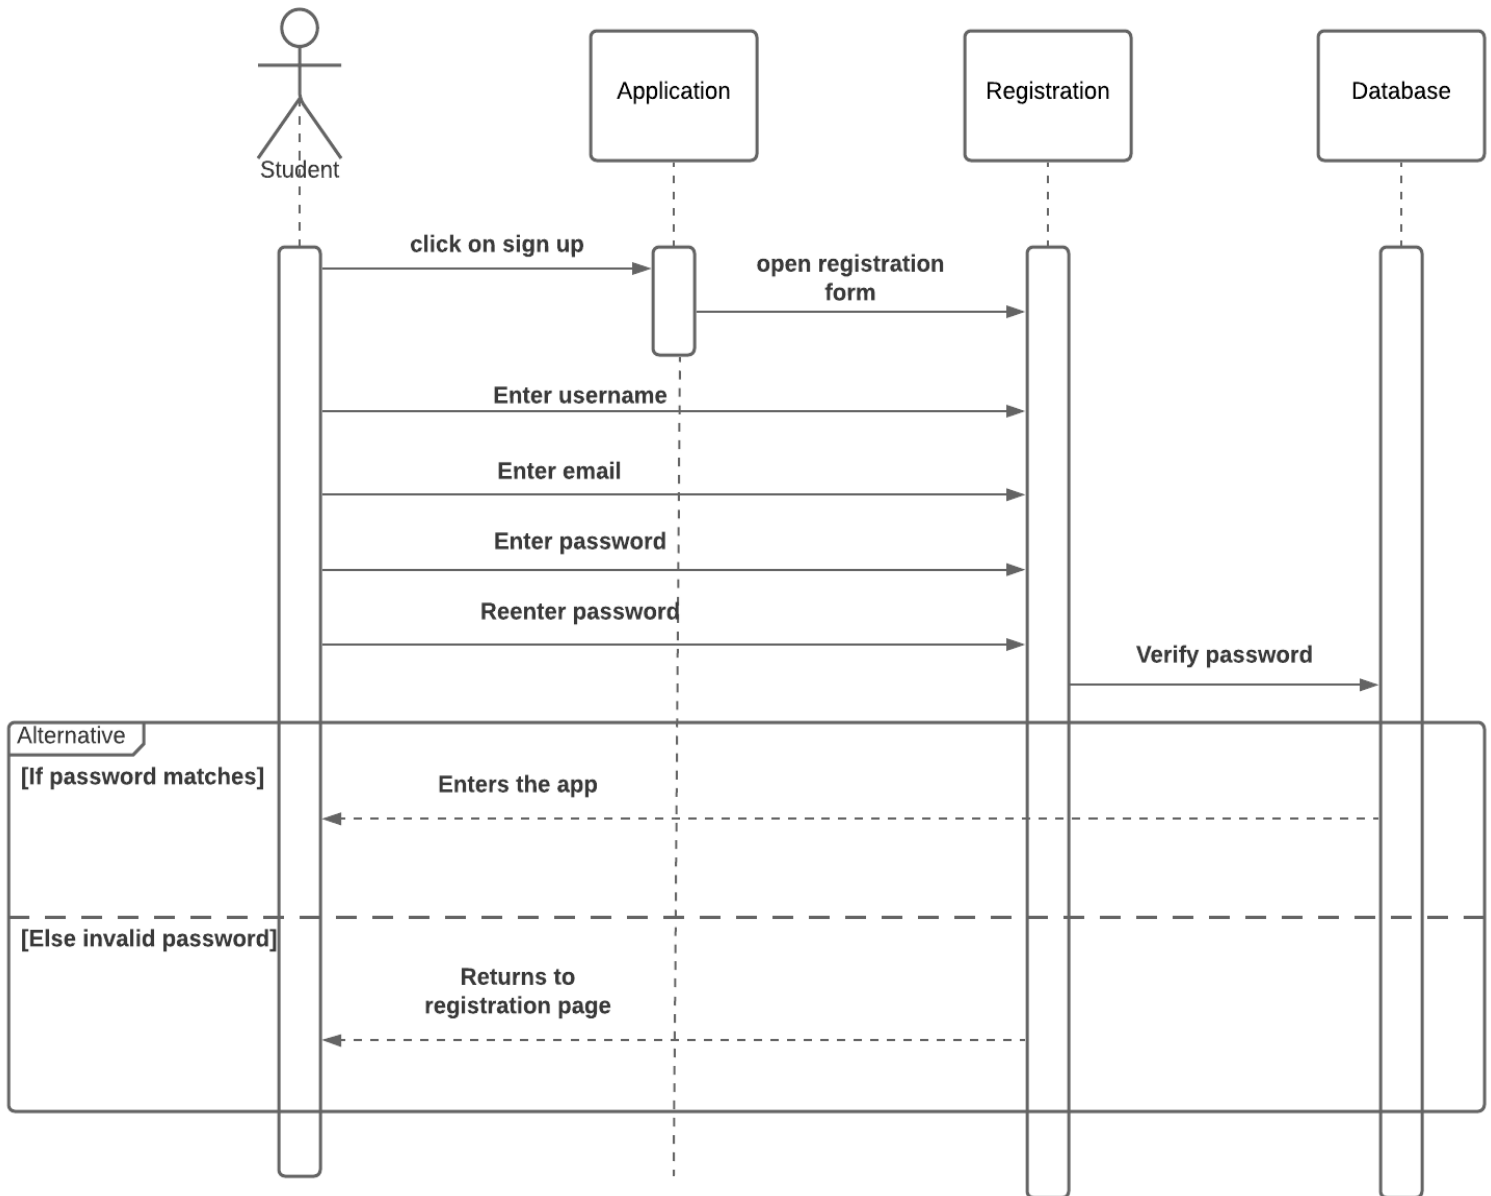 Application
Registration
Database
Student
click on sign up
open registration
form
Enter username
Enter email
Enter password
Reenter password
Verify password
Alternative
[If password matches]
Enters the app
[Else invalid password]
Returns to
registration page